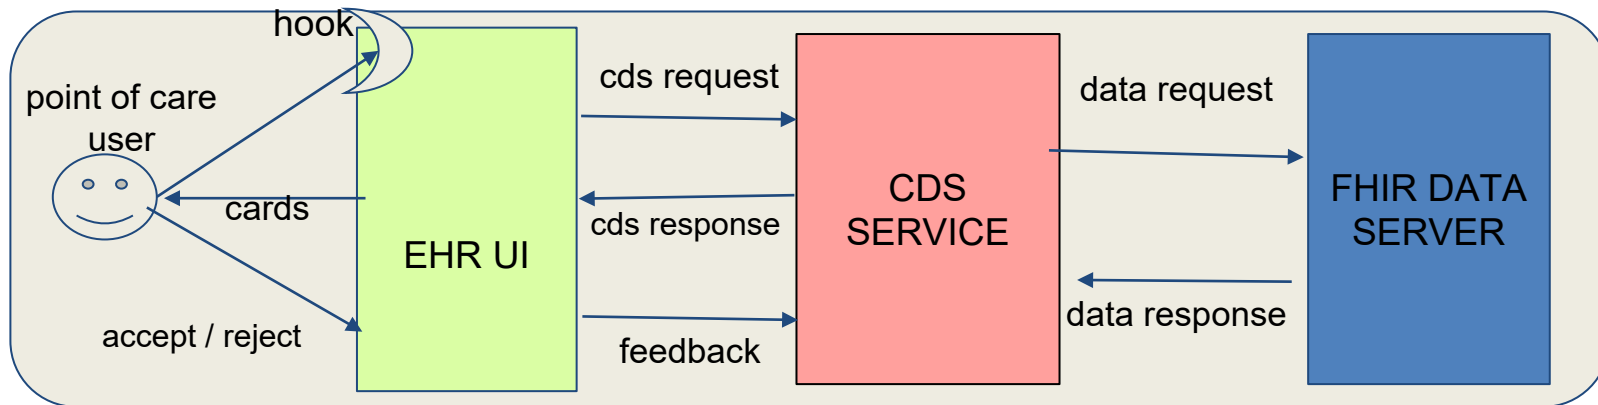 hook
point of care
user
cards
accept / reject
EHR UI
cds request
cds response
feedback
CDS
SERVICE
data request
data response
FHIR DATA
SERVER